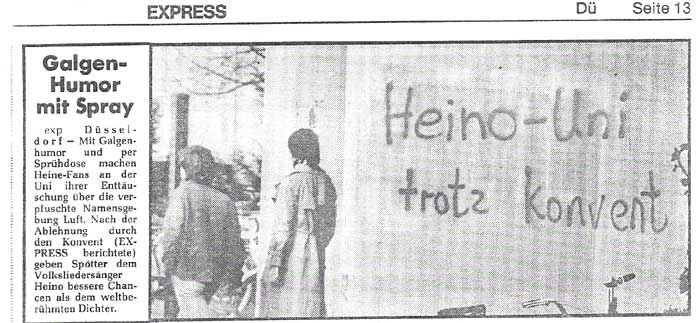 EXPRESS Dü Seite 13
Galgen-
Humor
mit Spray
exp Düssel-
dorf – Mit Galgen-
humor und per
Sprühdose machen
Heine-Fans an der
Uni ihrer Enttäu-
schung über die ver-
pfuschte Namensge-
bung Luft. Nach der
Ablehnung durch
den Konvent (EX-
PRESS berichtete)
geben Spötter dem
Volksliedersänger
Heino bessere Chan-
cen als dem weltbe-
rühmten Dichter.
Heino-Uni
trotz konvent